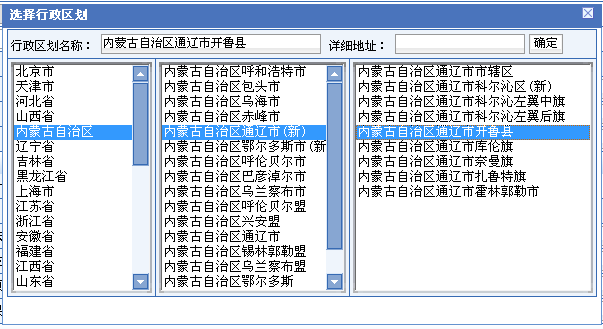 选择行政区划
行政区划名称： 内蒙古自治区通辽市开鲁县 详细地址： 确定
北京市
天津市
河北省
山西省
内蒙古自治区
辽宁省
吉林省
黑龙江省
上海市
江苏省
浙江省
安徽省
福建省
江西省
山东省
内蒙古自治区呼和浩特市
内蒙古自治区包头市
内蒙古自治区乌海市
内蒙古自治区赤峰市
内蒙古自治区通辽市(新)
内蒙古自治区鄂尔多斯市(新
内蒙古自治区呼伦贝尔市
内蒙古自治区巴彦淖尔市
内蒙古自治区乌兰察布市
内蒙古自治区呼伦贝尔盟
内蒙古自治区兴安盟
内蒙古自治区通辽市
内蒙古自治区锡林郭勒盟
内蒙古自治区乌兰察布盟
内蒙古自治区鄂尔多斯
内蒙古自治区通辽市市辖区
内蒙古自治区通辽市科尔沁区(新)
内蒙古自治区通辽市科尔沁左翼中旗
内蒙古自治区通辽市科尔沁左翼后旗
内蒙古自治区通辽市开鲁县
内蒙古自治区通辽市库伦旗
内蒙古自治区通辽市奈曼旗
内蒙古自治区通辽市扎鲁特旗
内蒙古自治区通辽市霍林郭勒市